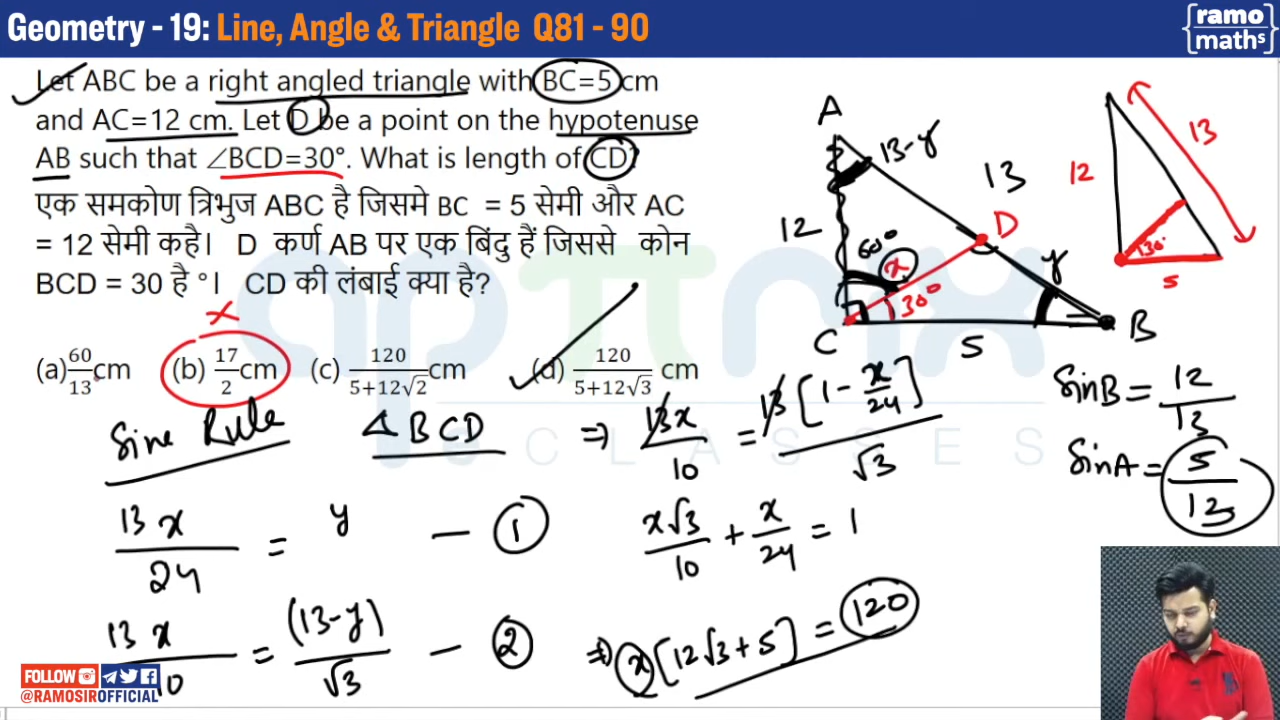 Geometry - 19: Line, Angle & Triangle Q81 - 90
{ramo maths}
Let ABC be a right angled triangle with BC=5 cm
and AC=12 cm. Let D be a point on the hypotenuse
AB such that ∠BCD=30°. What is length of CD?
एक समकोण त्रिभुज ABC है जिसमे BC = 5 सेमी और AC
= 12 सेमी कहै। D कर्ण AB पर एक बिंदु हैं जिससे कोन
BCD = 30 है °। CD की लंबाई क्या है?
(a) 60/13 cm (b) 17/2 cm (c) 120/(5+12√2) cm (d) 120/(5+12√3) cm
x
A
13-y
13
12
60°
x
D
30°
y
C
5
B
12
13
30°
5
Sine Rule
△BCD
13x/24 = y — ①
13x/10 = (13-y)/√3 — ②
⇒ 13x/10 = 13[1 - x/24]/√3
x√3/10 + x/24 = 1
⇒ x[12√3+5] = 120
sinB = 12/13
sinA = 5/13
CLASSES
FOLLOW
@RAMOSIROFFICIAL